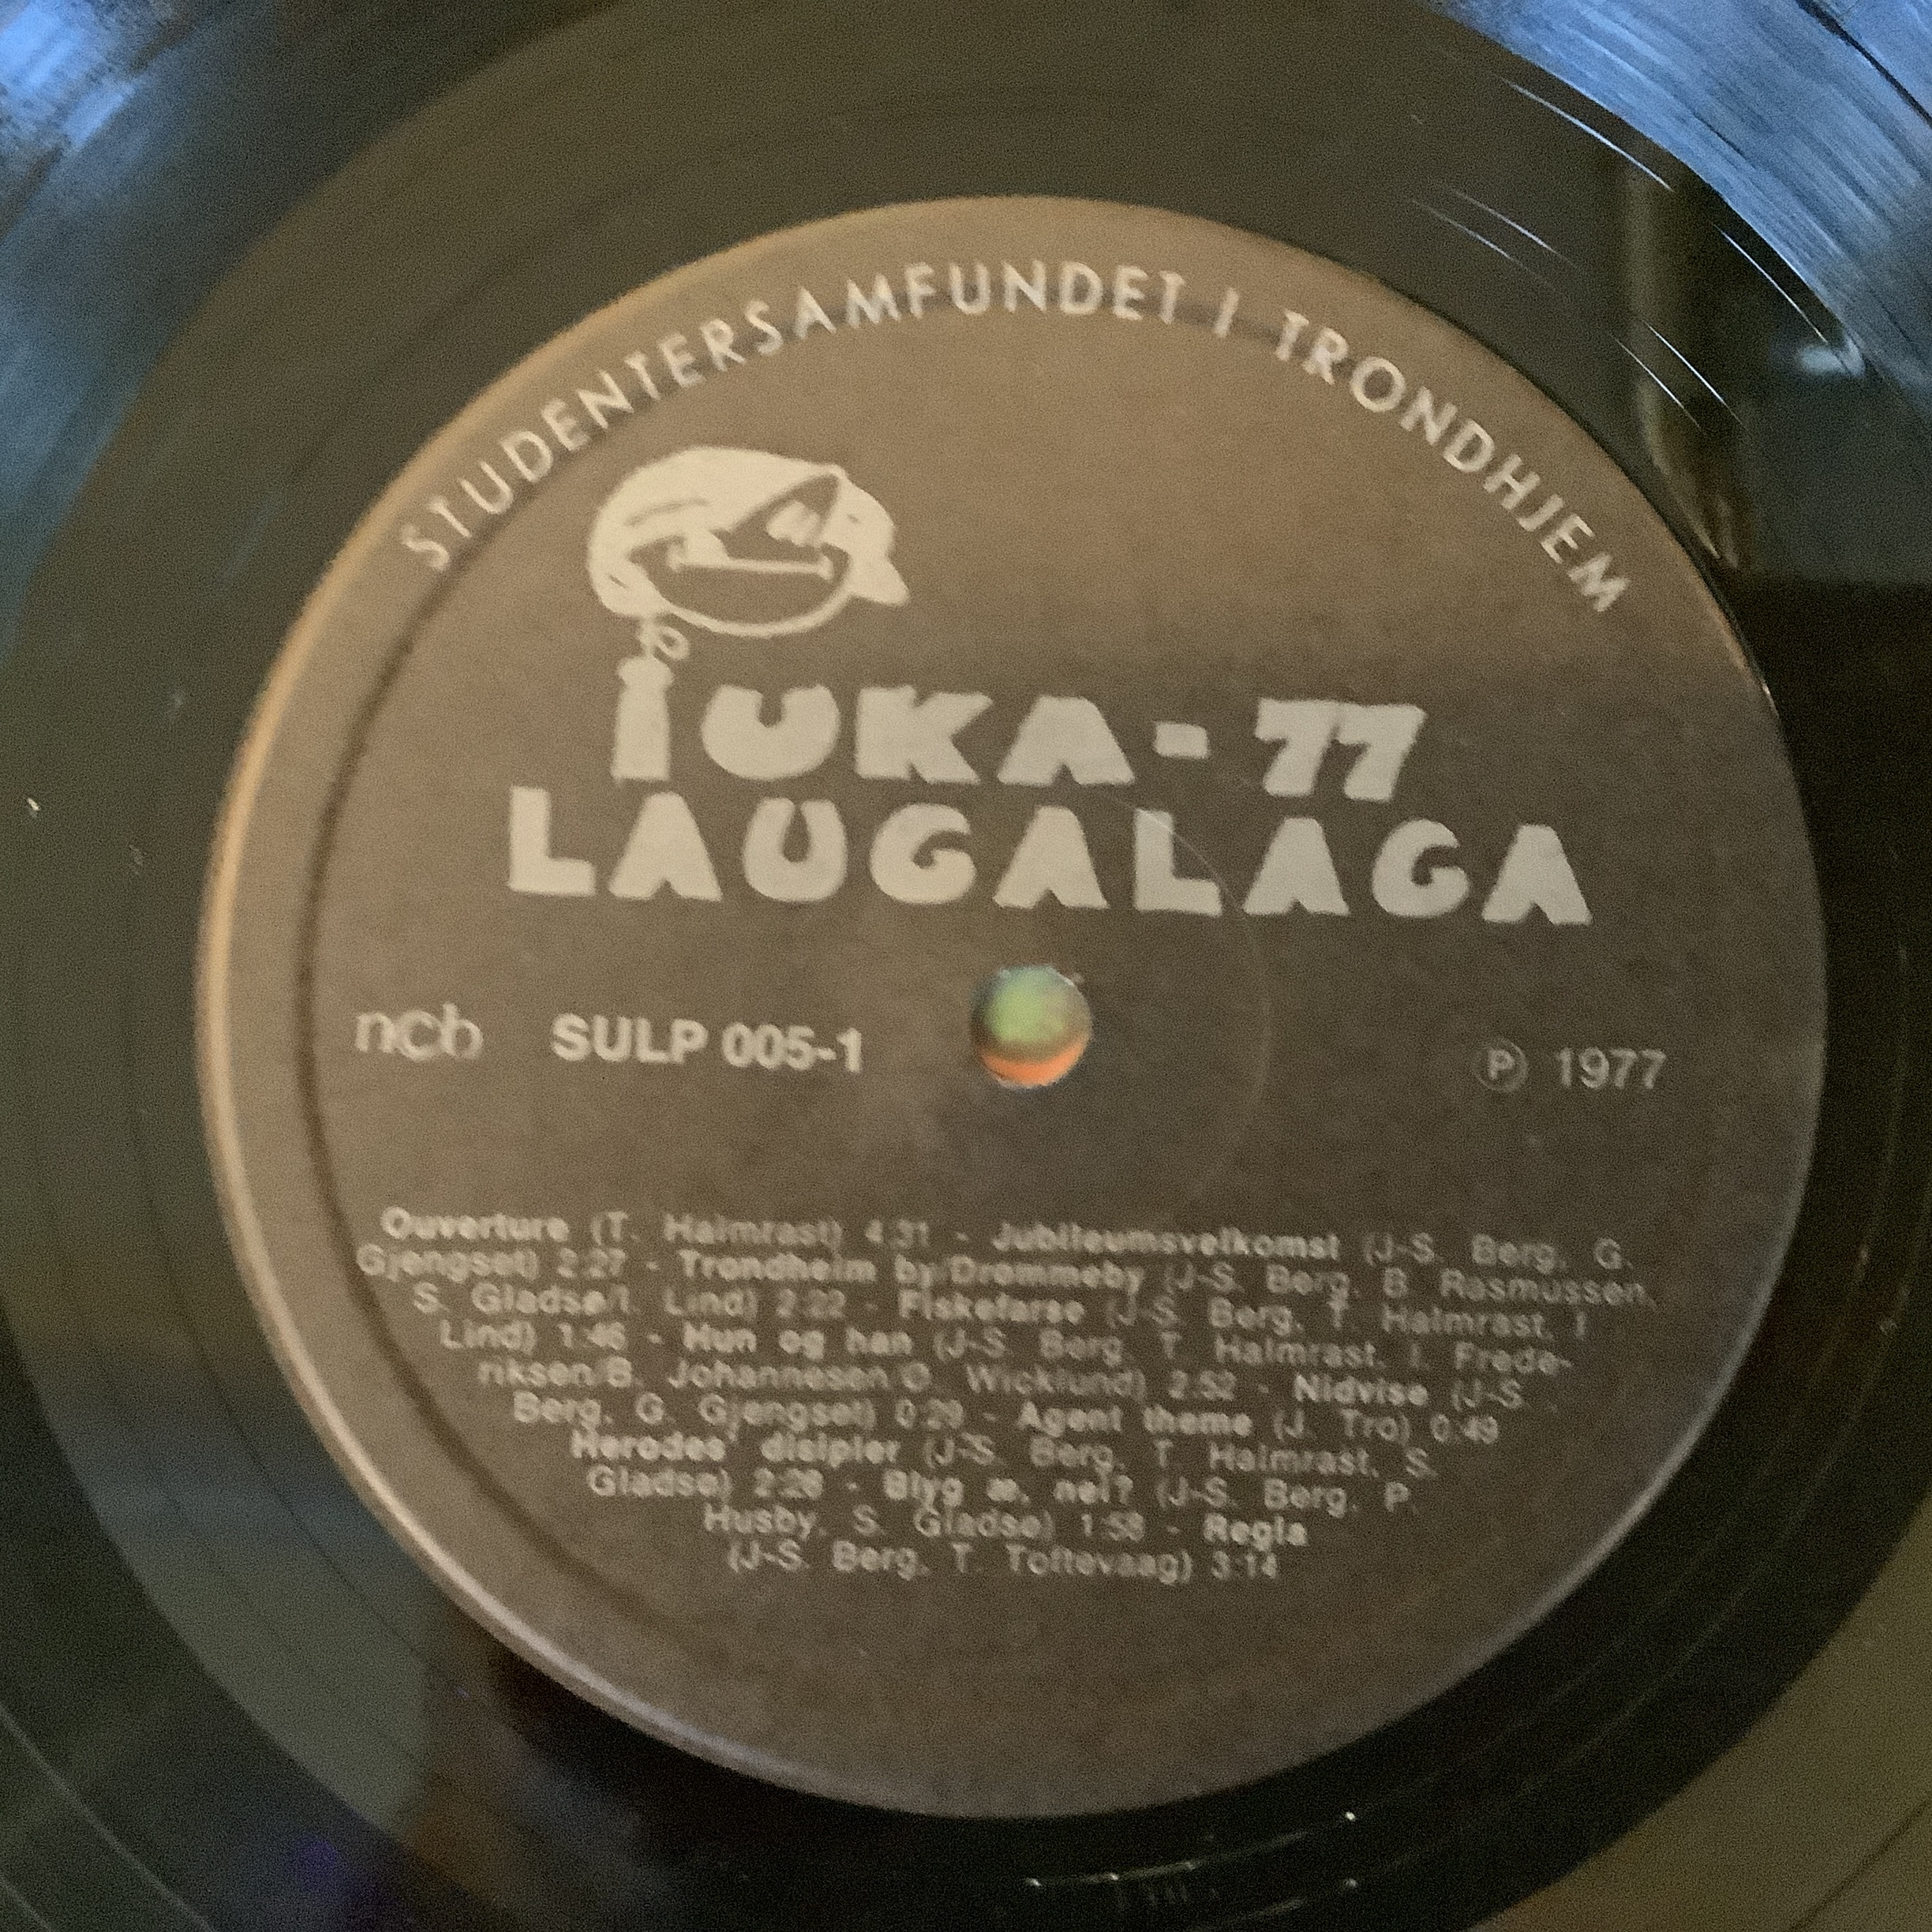 STUDENTERSAMFUNDET I TRONDHJEM
i UKA-77
LAUGALAGA
ncb SULP 005-1 Ⓟ 1977
Ouverture (T. Halmrast) 4:31 - Jubileumsvelkomst (J-S. Berg, G.
Gjengset) 2:27 - Trondheim by/Drømmeby (J-S. Berg, B. Rasmussen,
S. Gladsø/I. Lind) 2:22 - Fiskefarse (J-S. Berg, T. Halmrast, I.
Lind) 1:46 - Hun og han (J-S. Berg, T. Halmrast, I. Frede-
riksen/B. Johannesen/Ø. Wicklund) 2:52 - Nidvise (J-S.
Berg, G. Gjengset) 0:29 - Agent theme (J. Tro) 0:49
Herodes' disipler (J-S. Berg, T. Halmrast, S.
Gladsø) 2:28 - Blyg æ, nei? (J-S. Berg, P.
Husby, S. Gladsø) 1:58 - Regla
(J-S. Berg, T. Toftevaag) 3:14